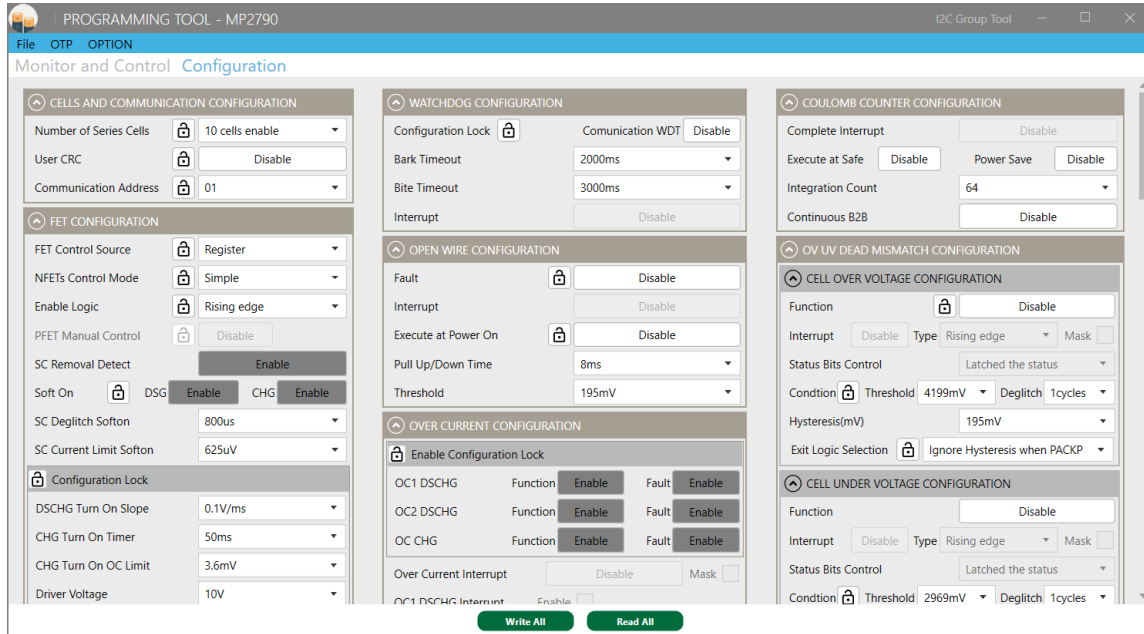 PROGRAMMING TOOL - MP2790
I2C Group Tool
File OTP OPTION
Monitor and Control Configuration
CELLS AND COMMUNICATION CONFIGURATION
Number of Series Cells 10 cells enable
User CRC Disable
Communication Address 01
FET CONFIGURATION
FET Control Source Register
NFETs Control Mode Simple
Enable Logic Rising edge
PFET Manual Control Disable
SC Removal Detect Enable
Soft On DSG Enable CHG Enable
SC Deglitch Softon 800us
SC Current Limit Softon 625uV
Configuration Lock
DSCHG Turn On Slope 0.1V/ms
CHG Turn On Timer 50ms
CHG Turn On OC Limit 3.6mV
Driver Voltage 10V
WATCHDOG CONFIGURATION
Configuration Lock Comunication WDT Disable
Bark Timeout 2000ms
Bite Timeout 3000ms
Interrupt Disable
OPEN WIRE CONFIGURATION
Fault Disable
Interrupt Disable
Execute at Power On Disable
Pull Up/Down Time 8ms
Threshold 195mV
OVER CURRENT CONFIGURATION
Enable Configuration Lock
OC1 DSCHG Function Enable Fault Enable
OC2 DSCHG Function Enable Fault Enable
OC CHG Function Enable Fault Enable
Over Current Interrupt Disable Mask
OC1 DSCHG Interrupt Enable
COULOMB COUNTER CONFIGURATION
Complete Interrupt Disable
Execute at Safe Disable Power Save Disable
Integration Count 64
Continuous B2B Disable
OV UV DEAD MISMATCH CONFIGURATION
CELL OVER VOLTAGE CONFIGURATION
Function Disable
Interrupt Disable Type Rising edge Mask
Status Bits Control Latched the status
Condtion Threshold 4199mV Deglitch 1cycles
Hysteresis(mV) 195mV
Exit Logic Selection Ignore Hysteresis when PACKP
CELL UNDER VOLTAGE CONFIGURATION
Function Disable
Interrupt Disable Type Rising edge Mask
Status Bits Control Latched the status
Condtion Threshold 2969mV Deglitch 1cycles
Write All Read All